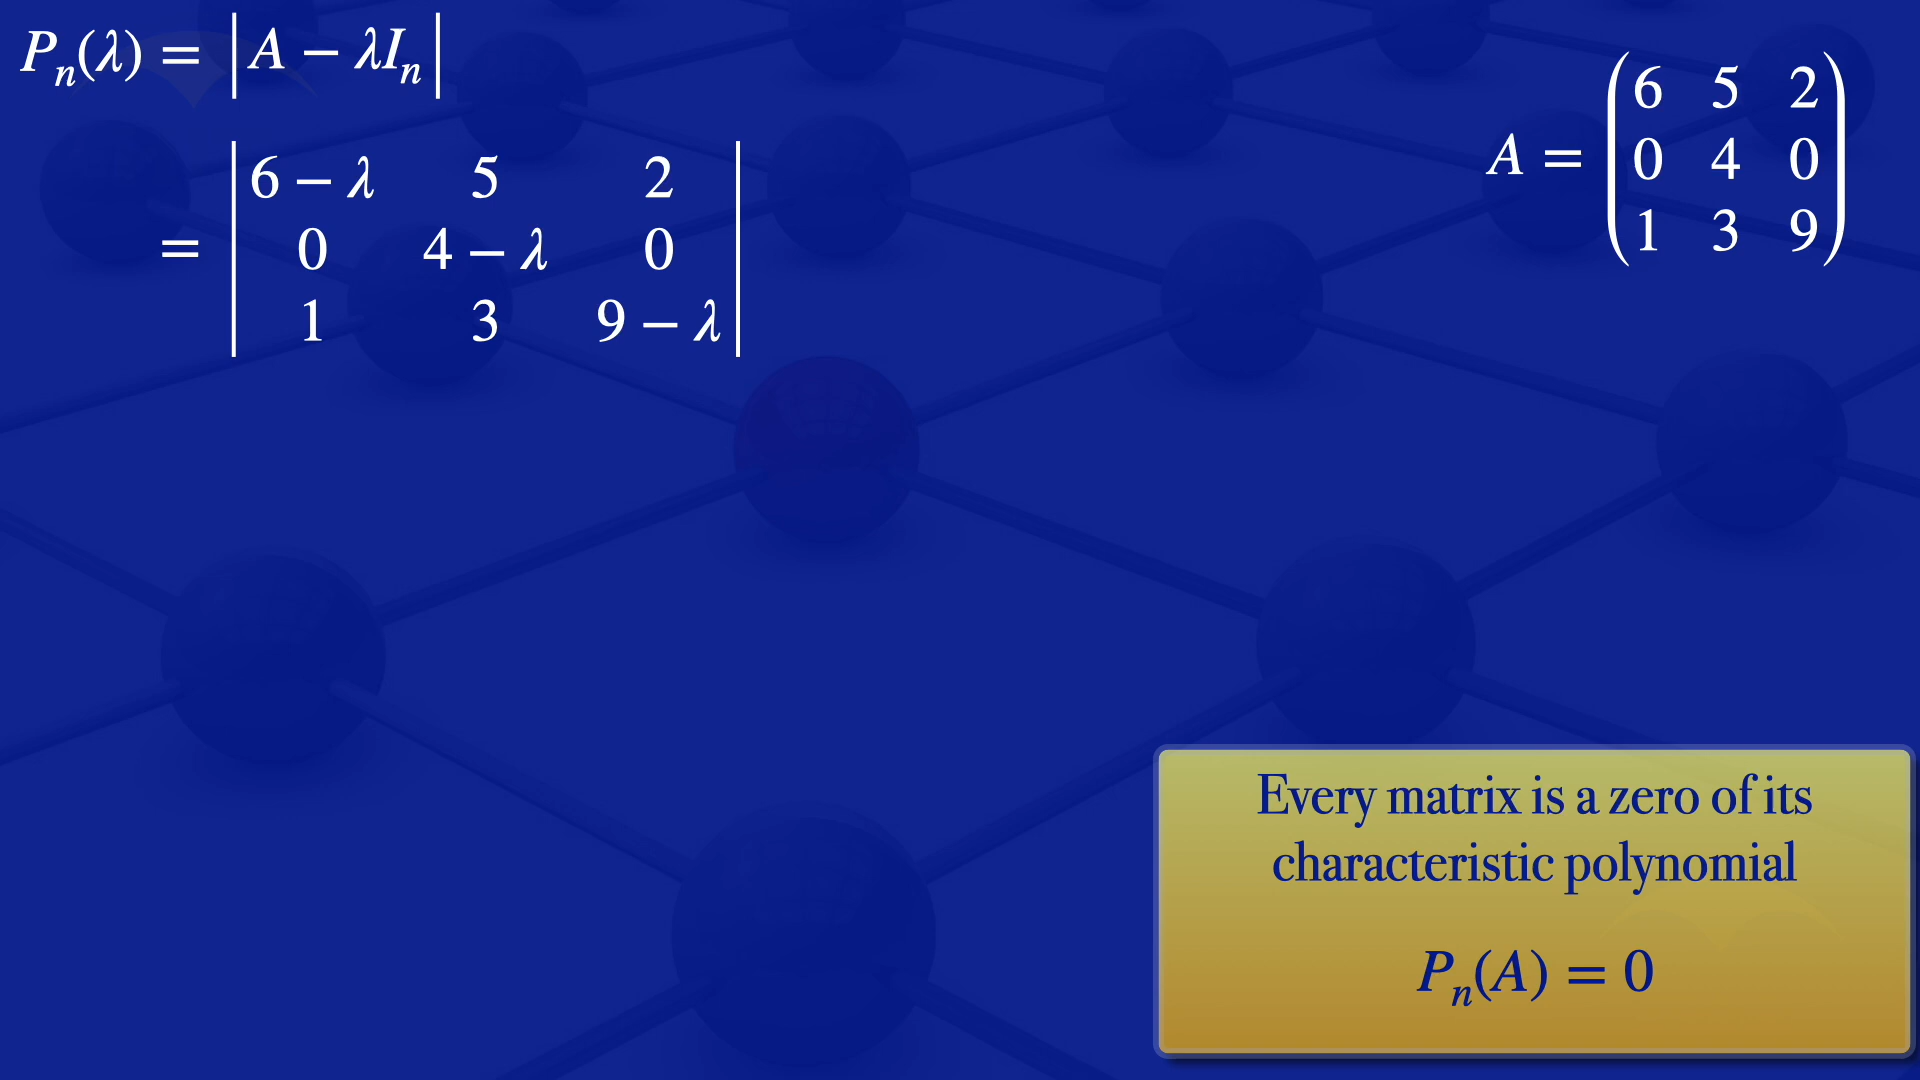 Pₙ(λ) = |A − λIₙ|
A = (6 5 2
0 4 0
1 3 9)
= |6 − λ 5 2
0 4 − λ 0
1 3 9 − λ|
Every matrix is a zero of its
characteristic polynomial
Pₙ(A) = 0